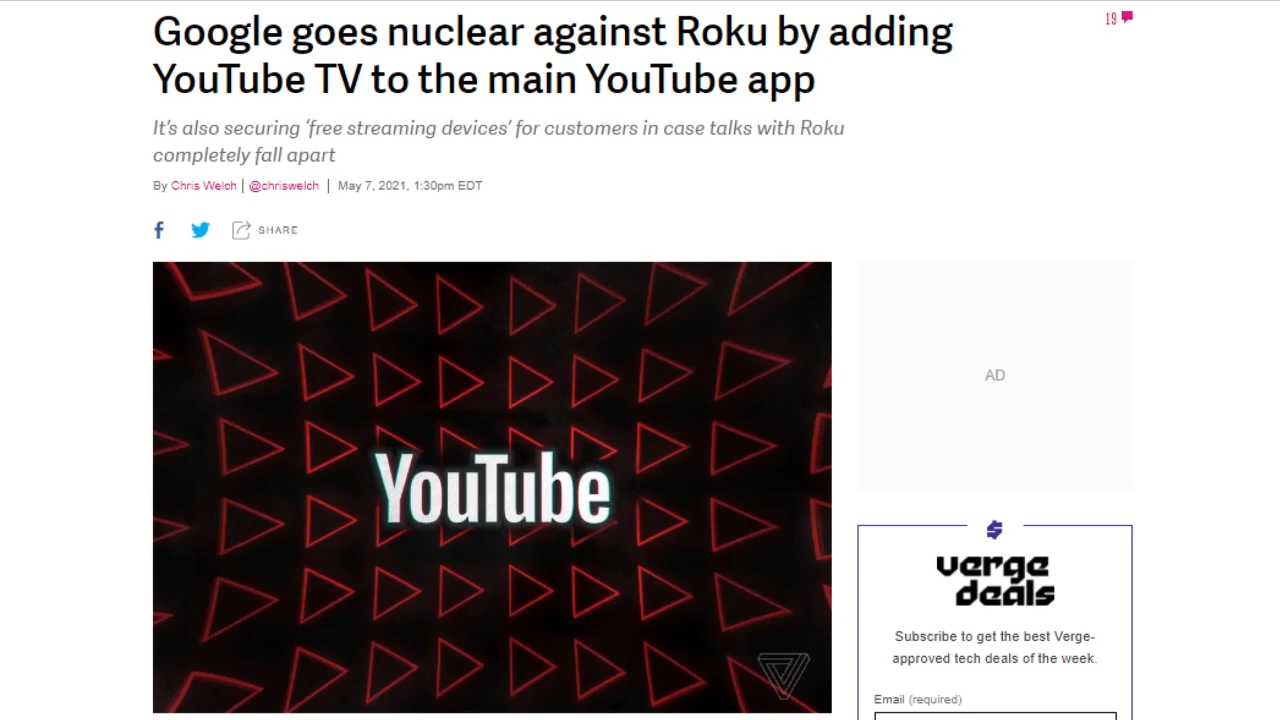 Google goes nuclear against Roku by adding
YouTube TV to the main YouTube app
19
It's also securing ‘free streaming devices’ for customers in case talks with Roku
completely fall apart
By Chris Welch | @chriswelch | May 7, 2021, 1:30pm EDT
SHARE
YouTube
AD
verge
deals
Subscribe to get the best Verge-
approved tech deals of the week.
Email (required)